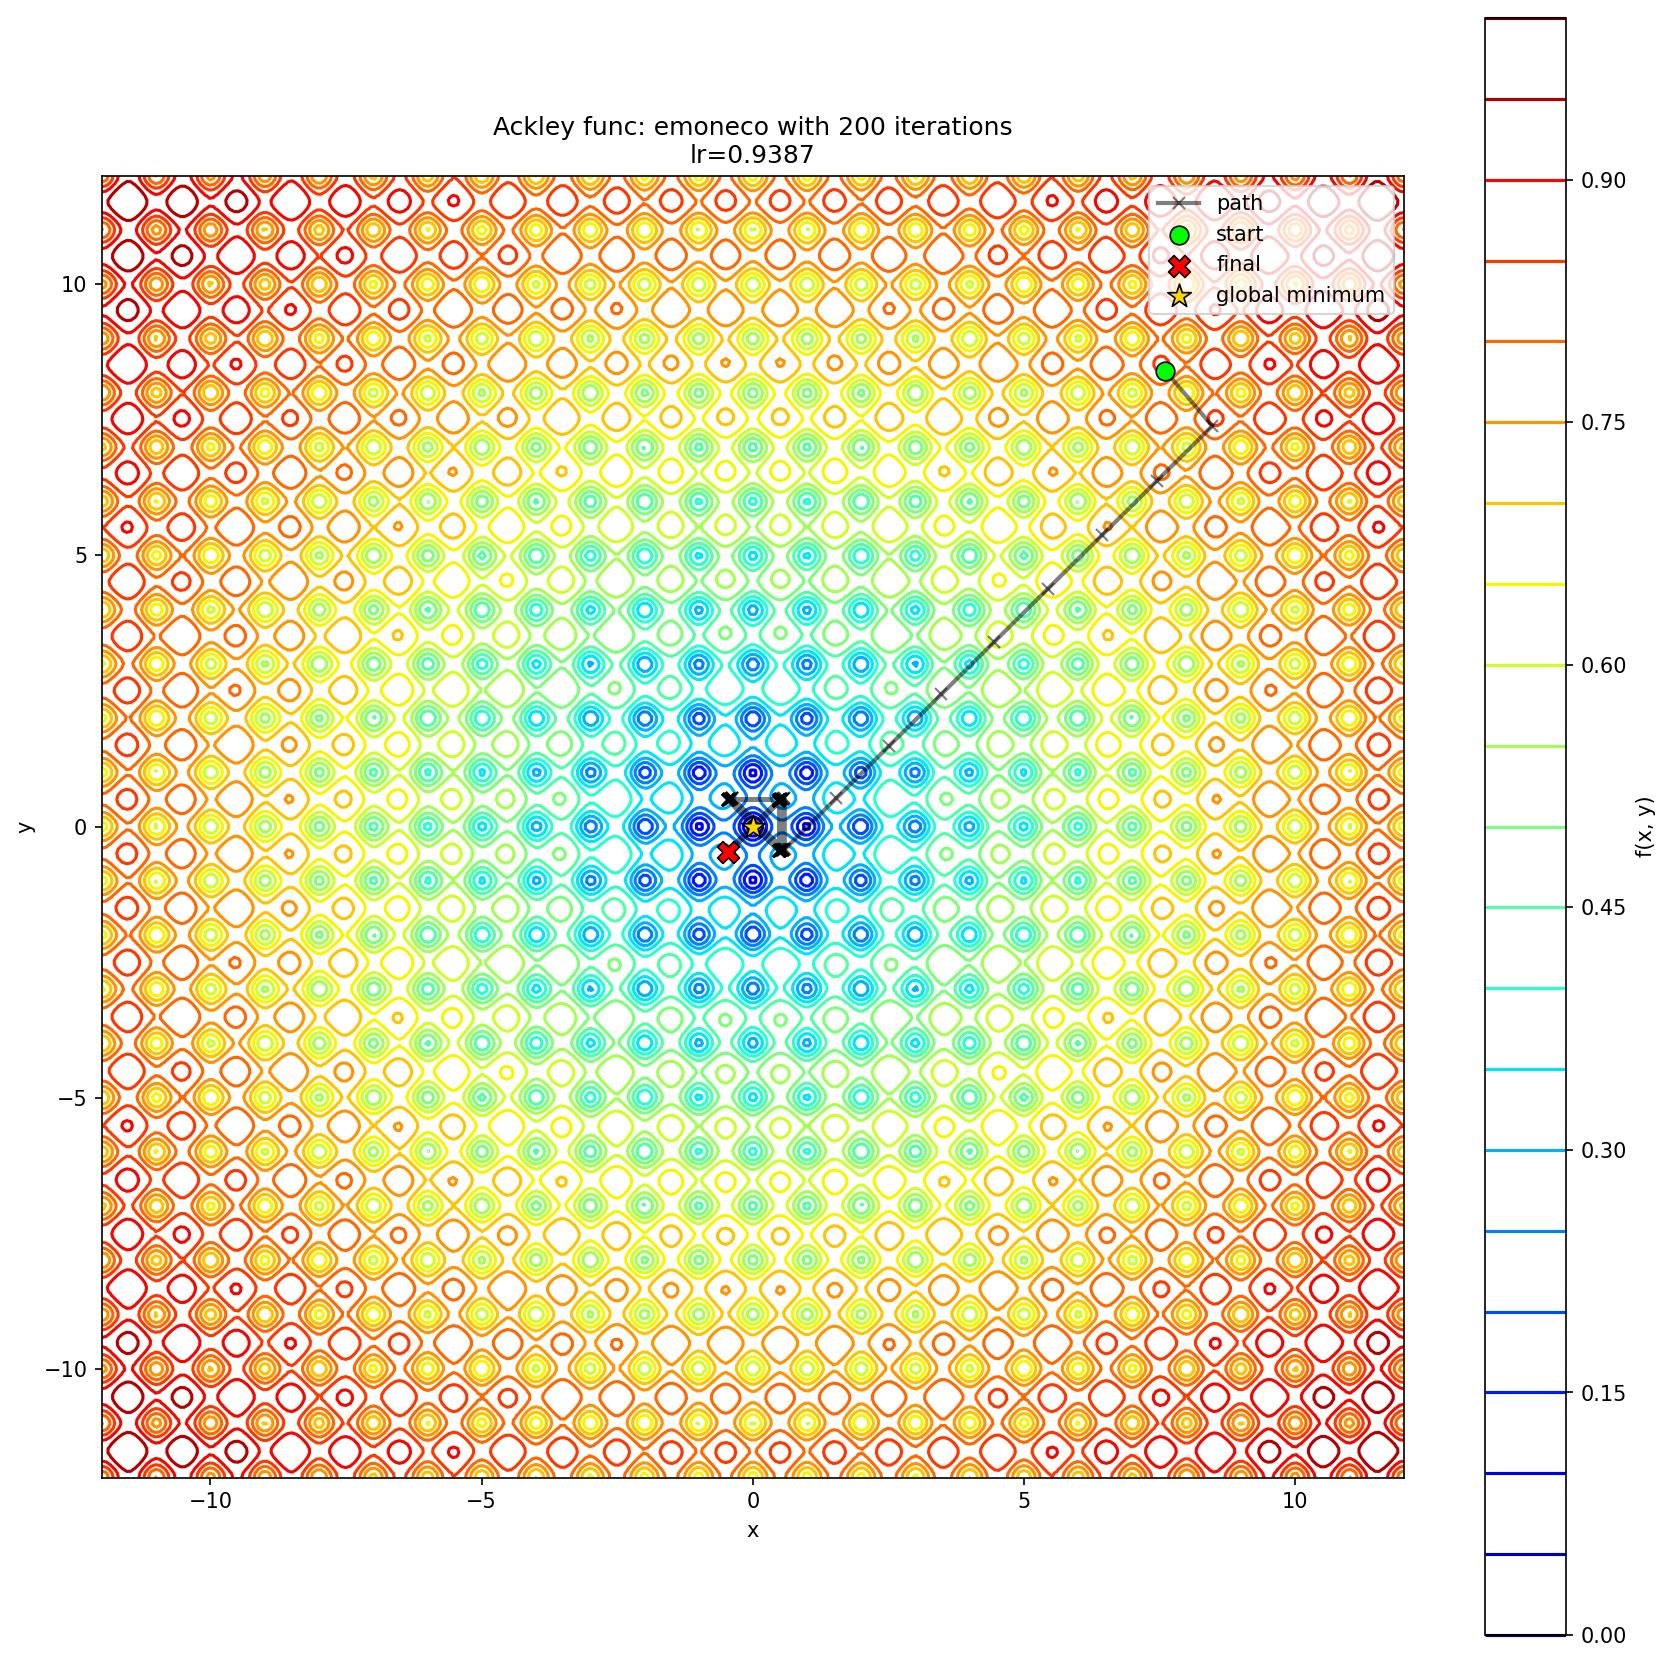 Ackley func: emoneco with 200 iterations
lr=0.9387
path
start
final
global minimum
10
5
0
−5
−10
y
−10
−5
0
5
10
x
0.90
0.75
0.60
0.45
0.30
0.15
0.00
f(x, y)